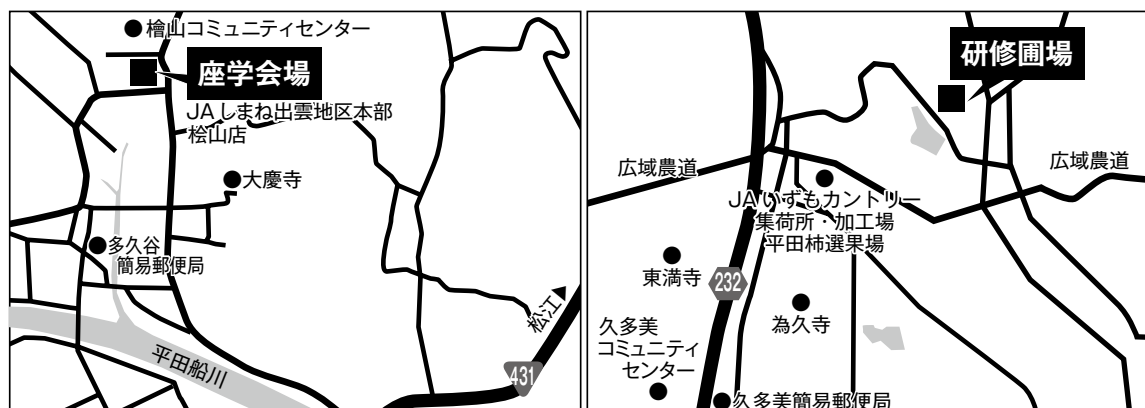 檜山コミュニティセンター
座学会場
JAしまね出雲地区本部
桧山店
大慶寺
多久谷
簡易郵便局
平田船川
松江▲
431
研修圃場
広域農道
広域農道
JAいずもカントリー
集荷所・加工場
平田柿選果場
東満寺
232
為久寺
久多美
コミュニティ
センター
久多美簡易郵便局